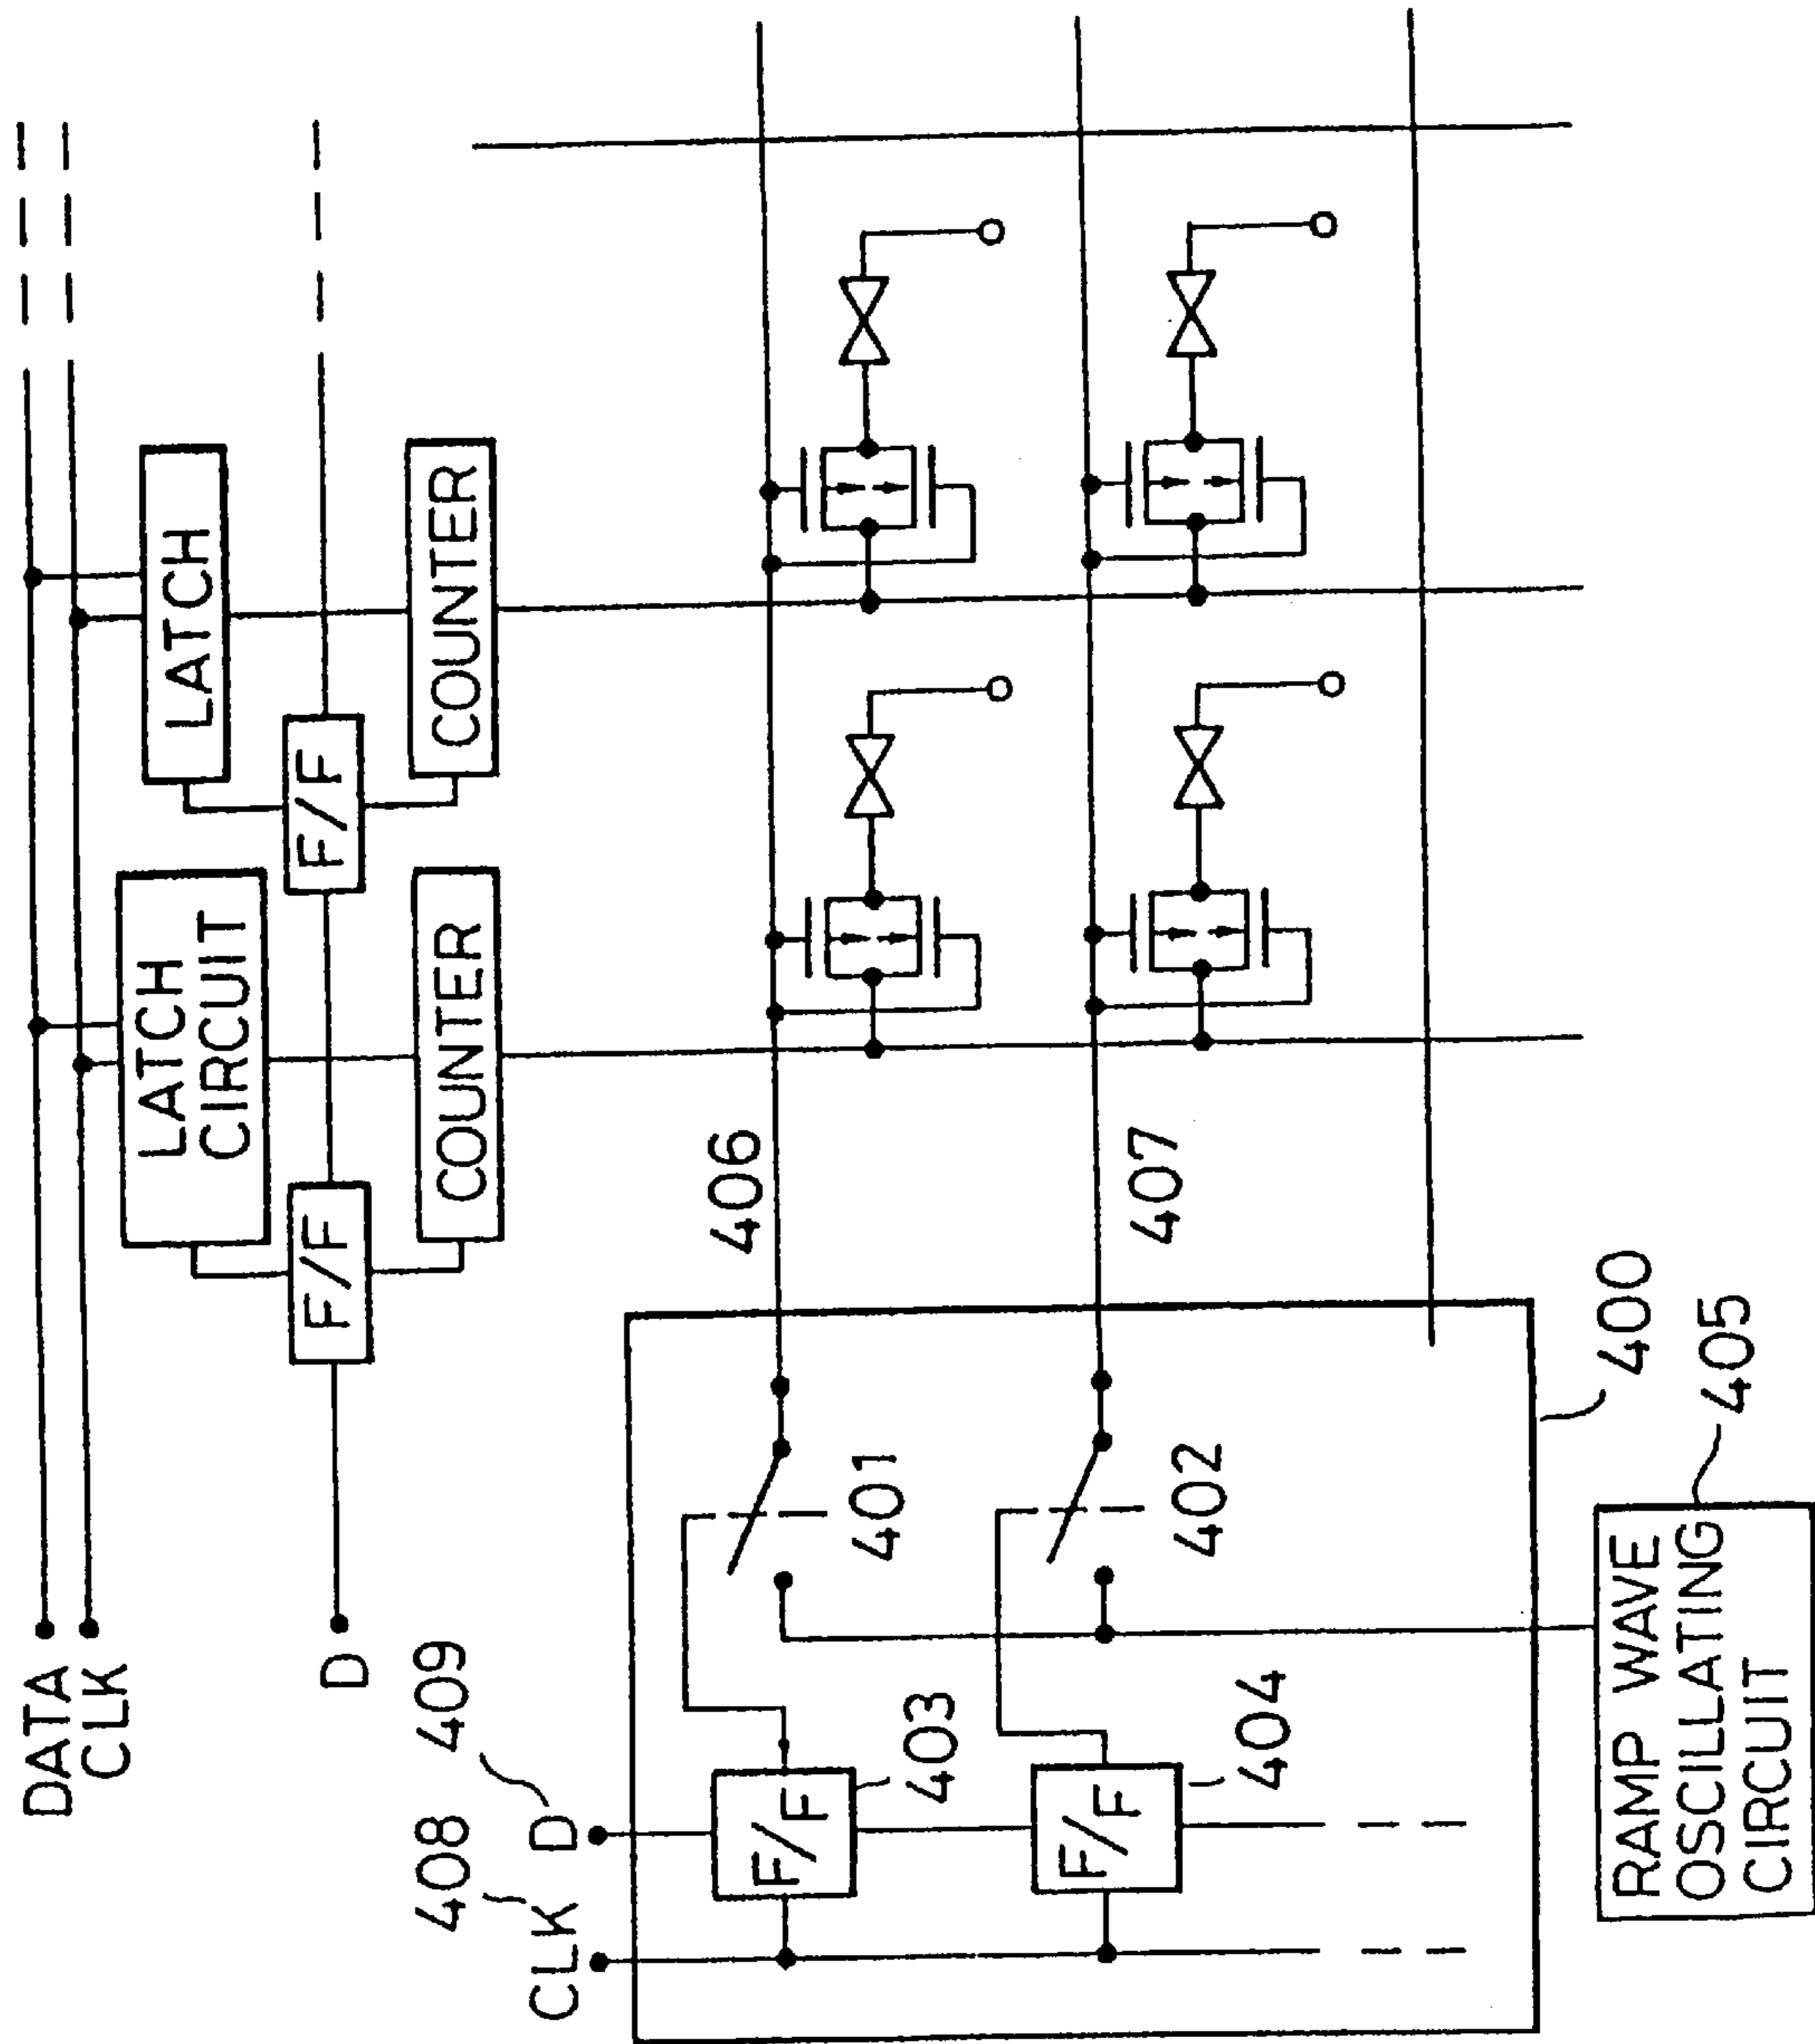 DATA
CLK
D
LATCH
CIRCUIT
LATCH
F/F
F/F
COUNTER
COUNTER
408
409
CLK
D
406
407
401
402
F/F
403
F/F
404
400
405
RAMP WAVE
OSCILLATING
CIRCUIT